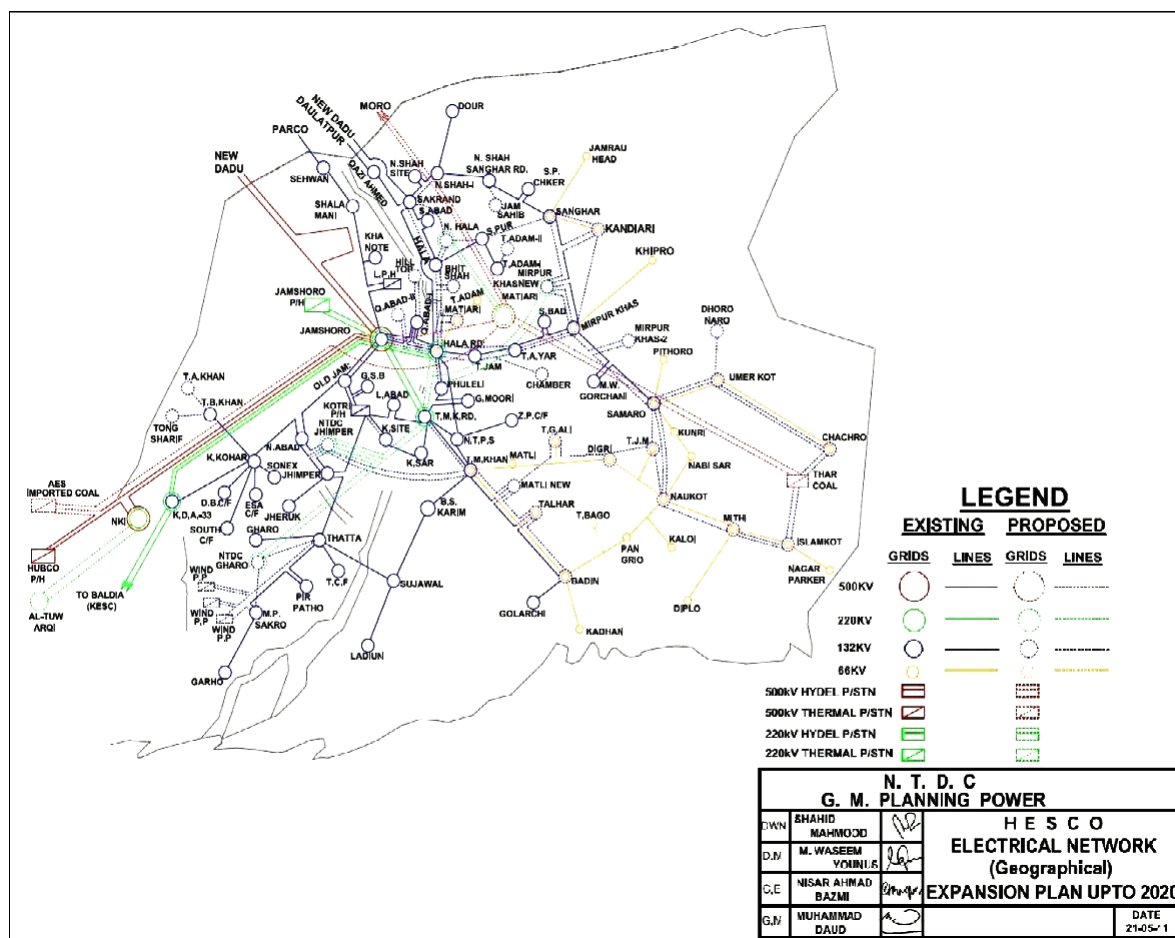 MORO
DOUR
NEW DADU
DAULATPUR
PARCO
NEW
DADU
QAZI AHMED
N.SHAH
SITE
N. SHAH
SANGHAR RD.
S.P.
CHKER
JAMRAU
HEAD
SEHWAN
N.SHAH-I
SAKRAND
S.ABAD
JAM
SAHIB
SANGHAR
KANDIARI
SHALA
MANI
HALA
N. HALA
S.PUR
T.ADAM-II
KHIPRO
KHA
NOTE
HILL
TOP
BHIT
SHAH
T.ADAM-I
MIRPUR
KHASNEW
L.P.H
JAMSHORO
P/H
Q.ABAD-II
Q.ABAD-I
T.ADAM
MATIARI
MATIARI
S.BAD
MIRPUR KHAS
DHORO
NARO
JAMSHORO
HALA RD.
T.JAM
T.A.YAR
MIRPUR
KHAS-2
PITHORO
OLD JAM:
G.S.B
PHULELI
CHAMBER
M.W.
GORCHANI
UMER KOT
T.A.KHAN
T.B.KHAN
KOTRI
P/H
L.ABAD
G.MOORI
T.M.K.RD.
Z.P.C/F
SAMARO
TONG
SHARIF
NTDC
JHIMPER
K.SITE
N.T.P.S
T.G.ALI
DIGRI
T.J.M
KUNRI
CHACHRO
N.ABAD
K.KOHAR
SONEX
JHIMPER
K.SAR
T.M.KHAN
MATLI
NABI SAR
THAR
COAL
AES
IMPORTED COAL
MATLI NEW
NAUKOT
D.B.C/F
ESA
C/F
JHERUK
B.S.
KARIM
TALHAR
NKI
K.D.A.-33
SOUTH
C/F
GHARO
THATTA
T.BAGO
MITHI
ISLAMKOT
HUBCO
P/H
NTDC
GHARO
PAN
GRIO
KALOI
NAGAR
PARKER
TO BALDIA
(KESC)
WIND
P.P
T.C.F
SUJAWAL
BADIN
AL-TUW
ARQI
WIND
P.P
WIND
P.P
M.P.
SAKRO
PIR
PATHO
GOLARCHI
DIPLO
KADHAN
LADIUN
GARHO
LEGEND
EXISTING PROPOSED
GRIDS LINES GRIDS LINES
500KV
220KV
132KV
66KV
500kV HYDEL P/STN
500kV THERMAL P/STN
220kV HYDEL P/STN
220kV THERMAL P/STN
N. T. D. C
G. M. PLANNING POWER
DWN SHAHID
MAHMOOD
D.M M. WASEEM
YOUNUS
C.E NISAR AHMAD
BAZMI
G.M MUHAMMAD
DAUD
H E S C O
ELECTRICAL NETWORK
(Geographical)
EXPANSION PLAN UPTO 2020
DATE
21-05-11